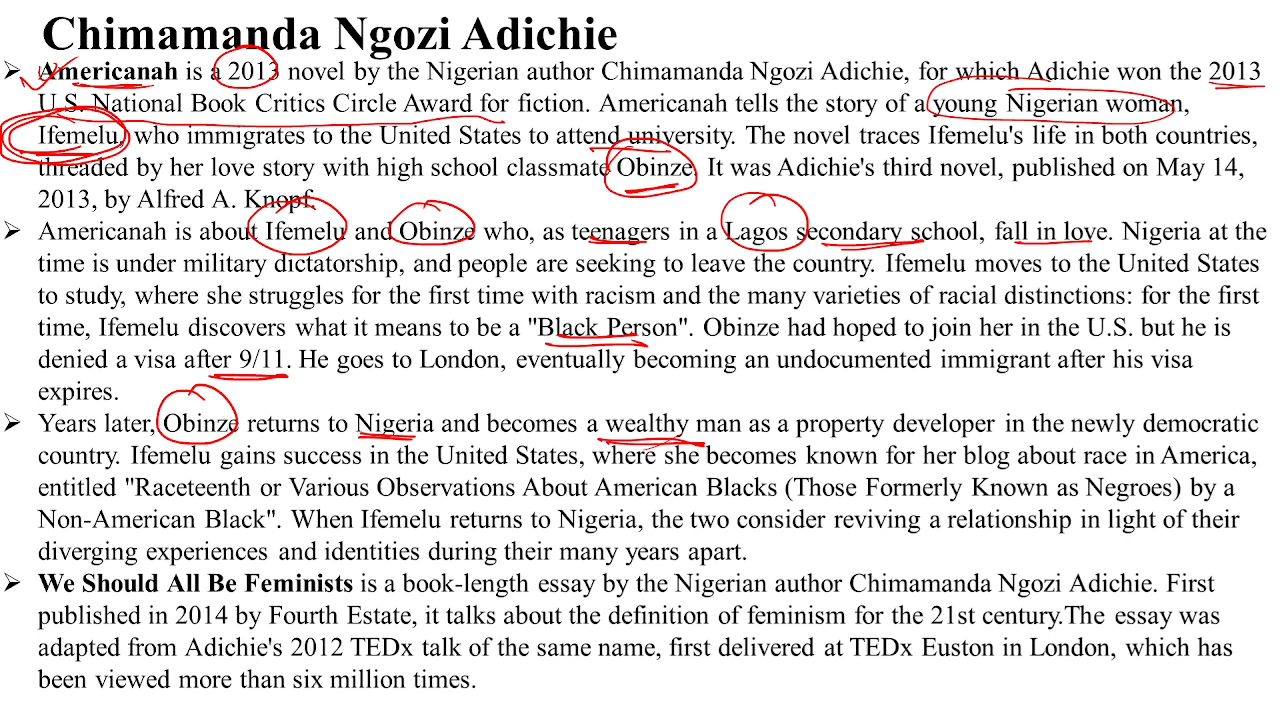 Chimamanda Ngozi Adichie
➢ Americanah is a 2013 novel by the Nigerian author Chimamanda Ngozi Adichie, for which Adichie won the 2013
U.S. National Book Critics Circle Award for fiction. Americanah tells the story of a young Nigerian woman,
Ifemelu, who immigrates to the United States to attend university. The novel traces Ifemelu's life in both countries,
threaded by her love story with high school classmate Obinze. It was Adichie's third novel, published on May 14,
2013, by Alfred A. Knopf.
➢ Americanah is about Ifemelu and Obinze who, as teenagers in a Lagos secondary school, fall in love. Nigeria at the
time is under military dictatorship, and people are seeking to leave the country. Ifemelu moves to the United States
to study, where she struggles for the first time with racism and the many varieties of racial distinctions: for the first
time, Ifemelu discovers what it means to be a "Black Person". Obinze had hoped to join her in the U.S. but he is
denied a visa after 9/11. He goes to London, eventually becoming an undocumented immigrant after his visa
expires.
➢ Years later, Obinze returns to Nigeria and becomes a wealthy man as a property developer in the newly democratic
country. Ifemelu gains success in the United States, where she becomes known for her blog about race in America,
entitled "Raceteenth or Various Observations About American Blacks (Those Formerly Known as Negroes) by a
Non-American Black". When Ifemelu returns to Nigeria, the two consider reviving a relationship in light of their
diverging experiences and identities during their many years apart.
➢ We Should All Be Feminists is a book-length essay by the Nigerian author Chimamanda Ngozi Adichie. First
published in 2014 by Fourth Estate, it talks about the definition of feminism for the 21st century.The essay was
adapted from Adichie's 2012 TEDx talk of the same name, first delivered at TEDx Euston in London, which has
been viewed more than six million times.